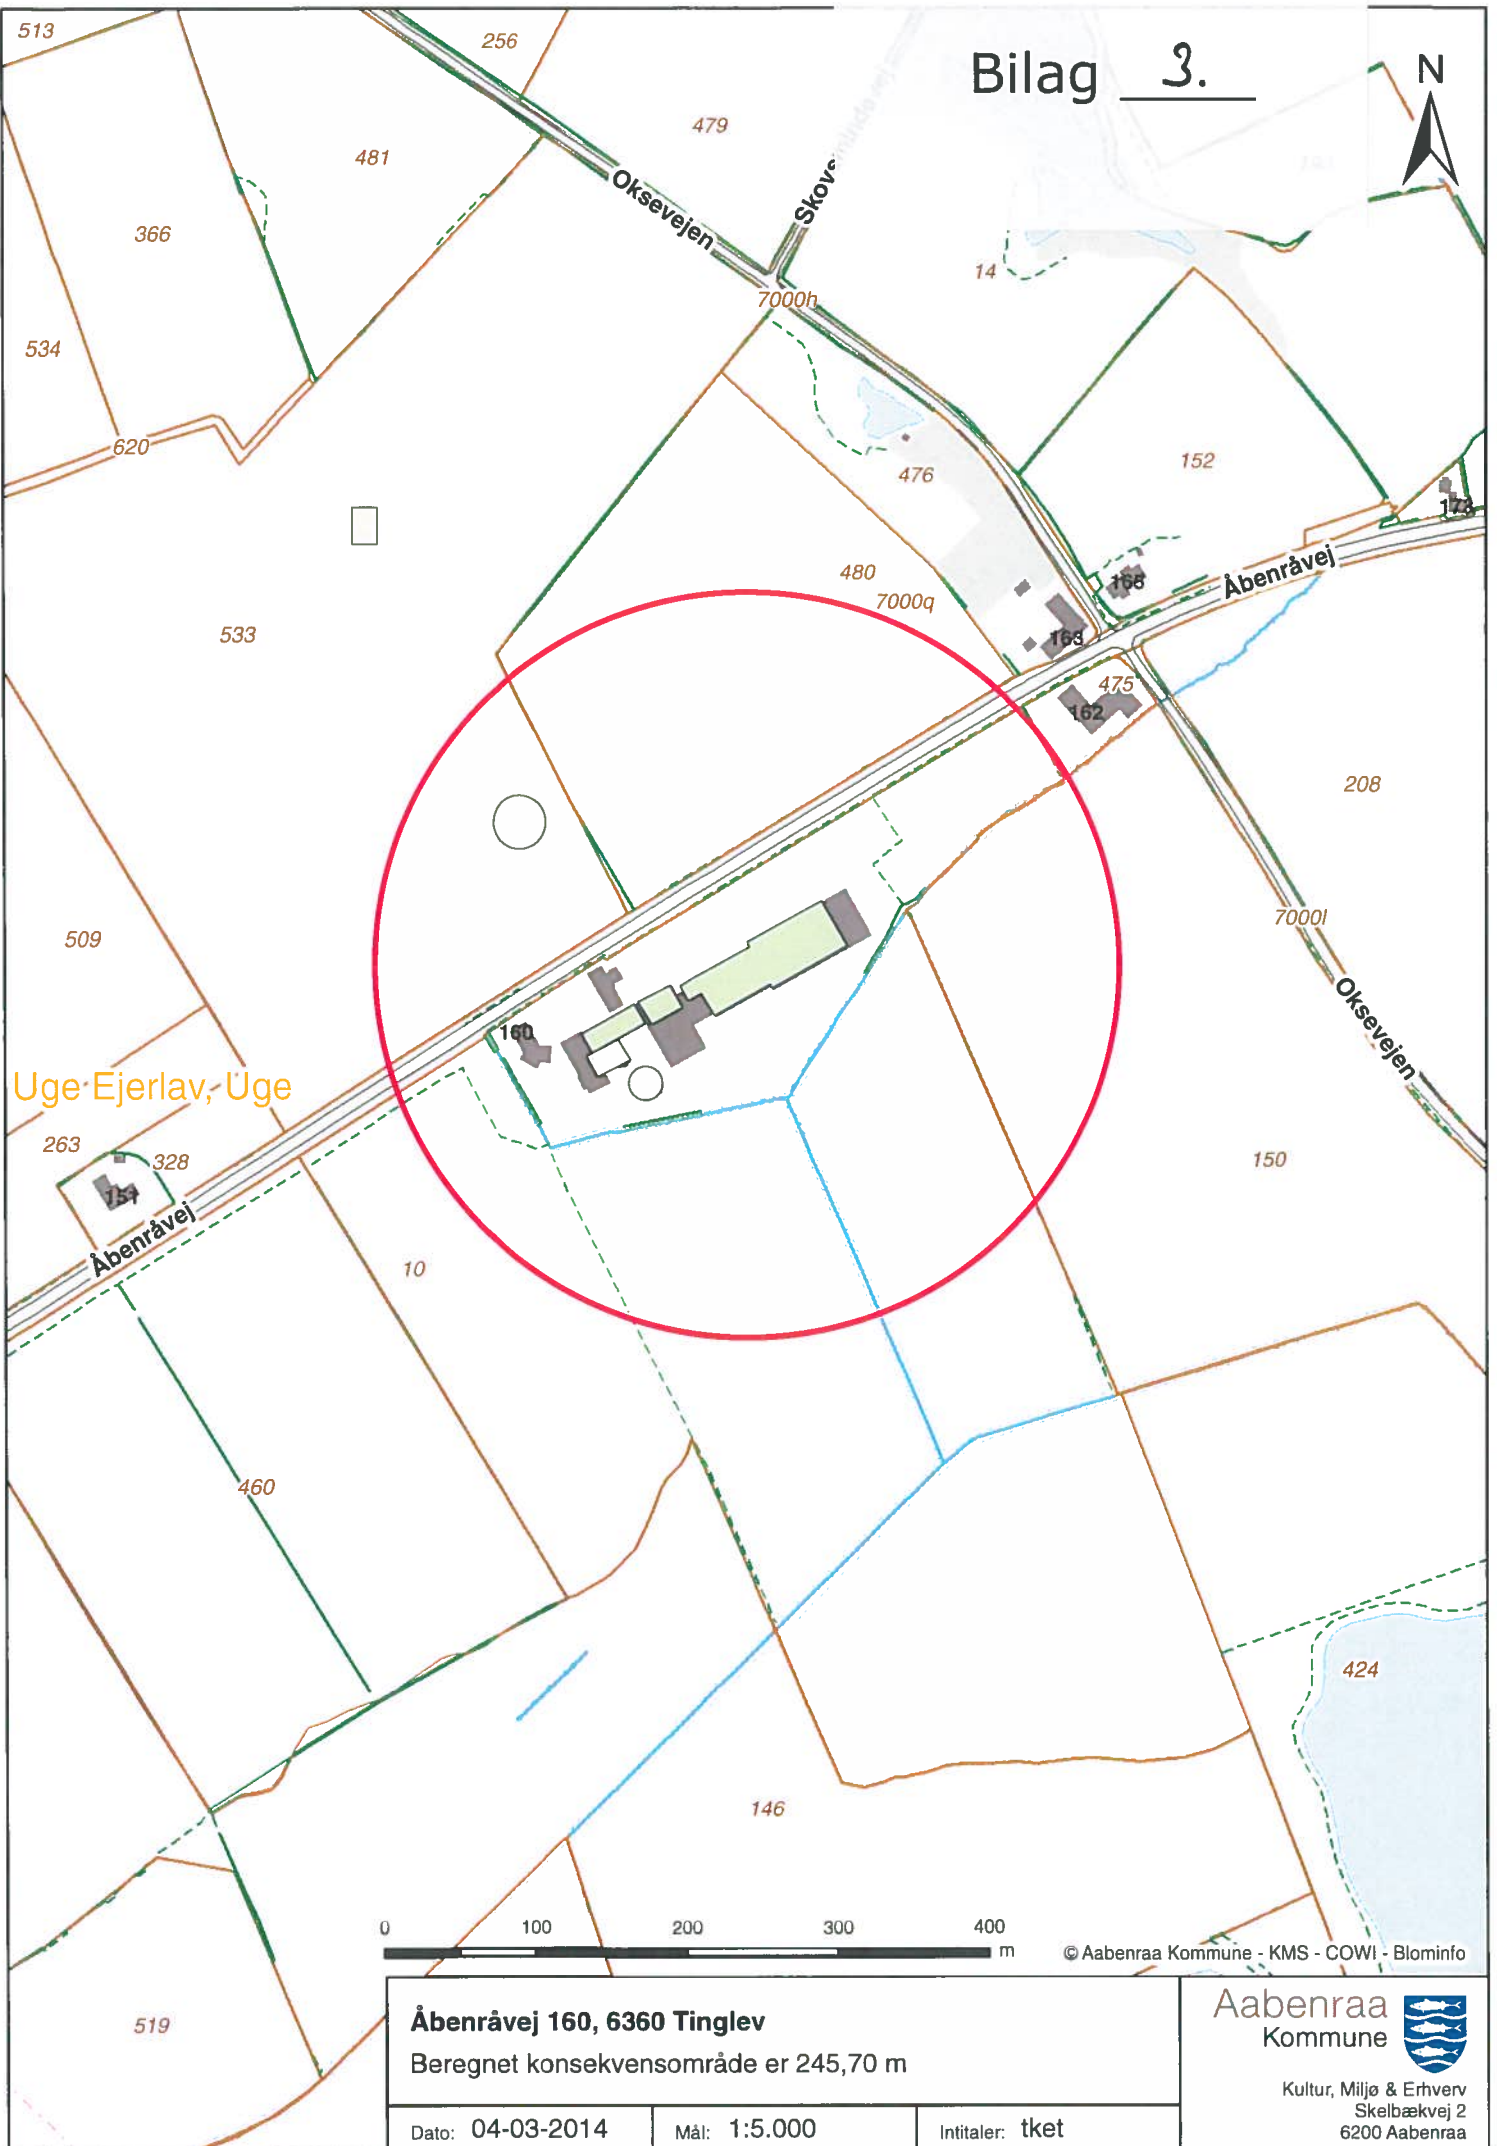 Bilag 3.
N
513
256
479
481
366
Oksevejen
14
7000h
534
620
476
152
173
480
7000q
165
Åbenråvej
533
163
475
162
208
509
7000l
Oksevejen
160
Uge Ejerlav, Uge
263
328
151
150
Åbenråvej
10
460
424
146
0 100 200 300 400
m
© Aabenraa Kommune - KMS - COWI - Blominfo
519
Åbenråvej 160, 6360 Tinglev
Beregnet konsekvensområde er 245,70 m
Dato: 04-03-2014
Mål: 1:5.000
Intitaler: tket
Aabenraa
Kommune
Kultur, Miljø & Erhverv
Skelbækvej 2
6200 Aabenraa